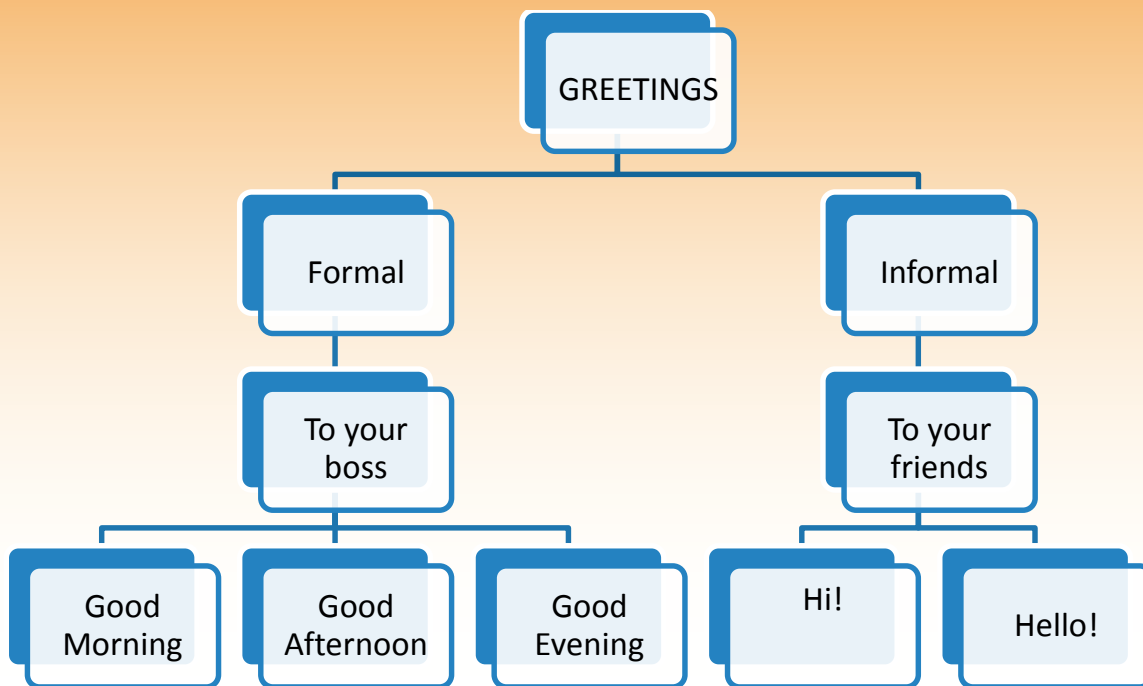 GREETINGS
Formal
Informal
To your
boss
To your
friends
Good
Morning
Good
Afternoon
Good
Evening
Hi!
Hello!